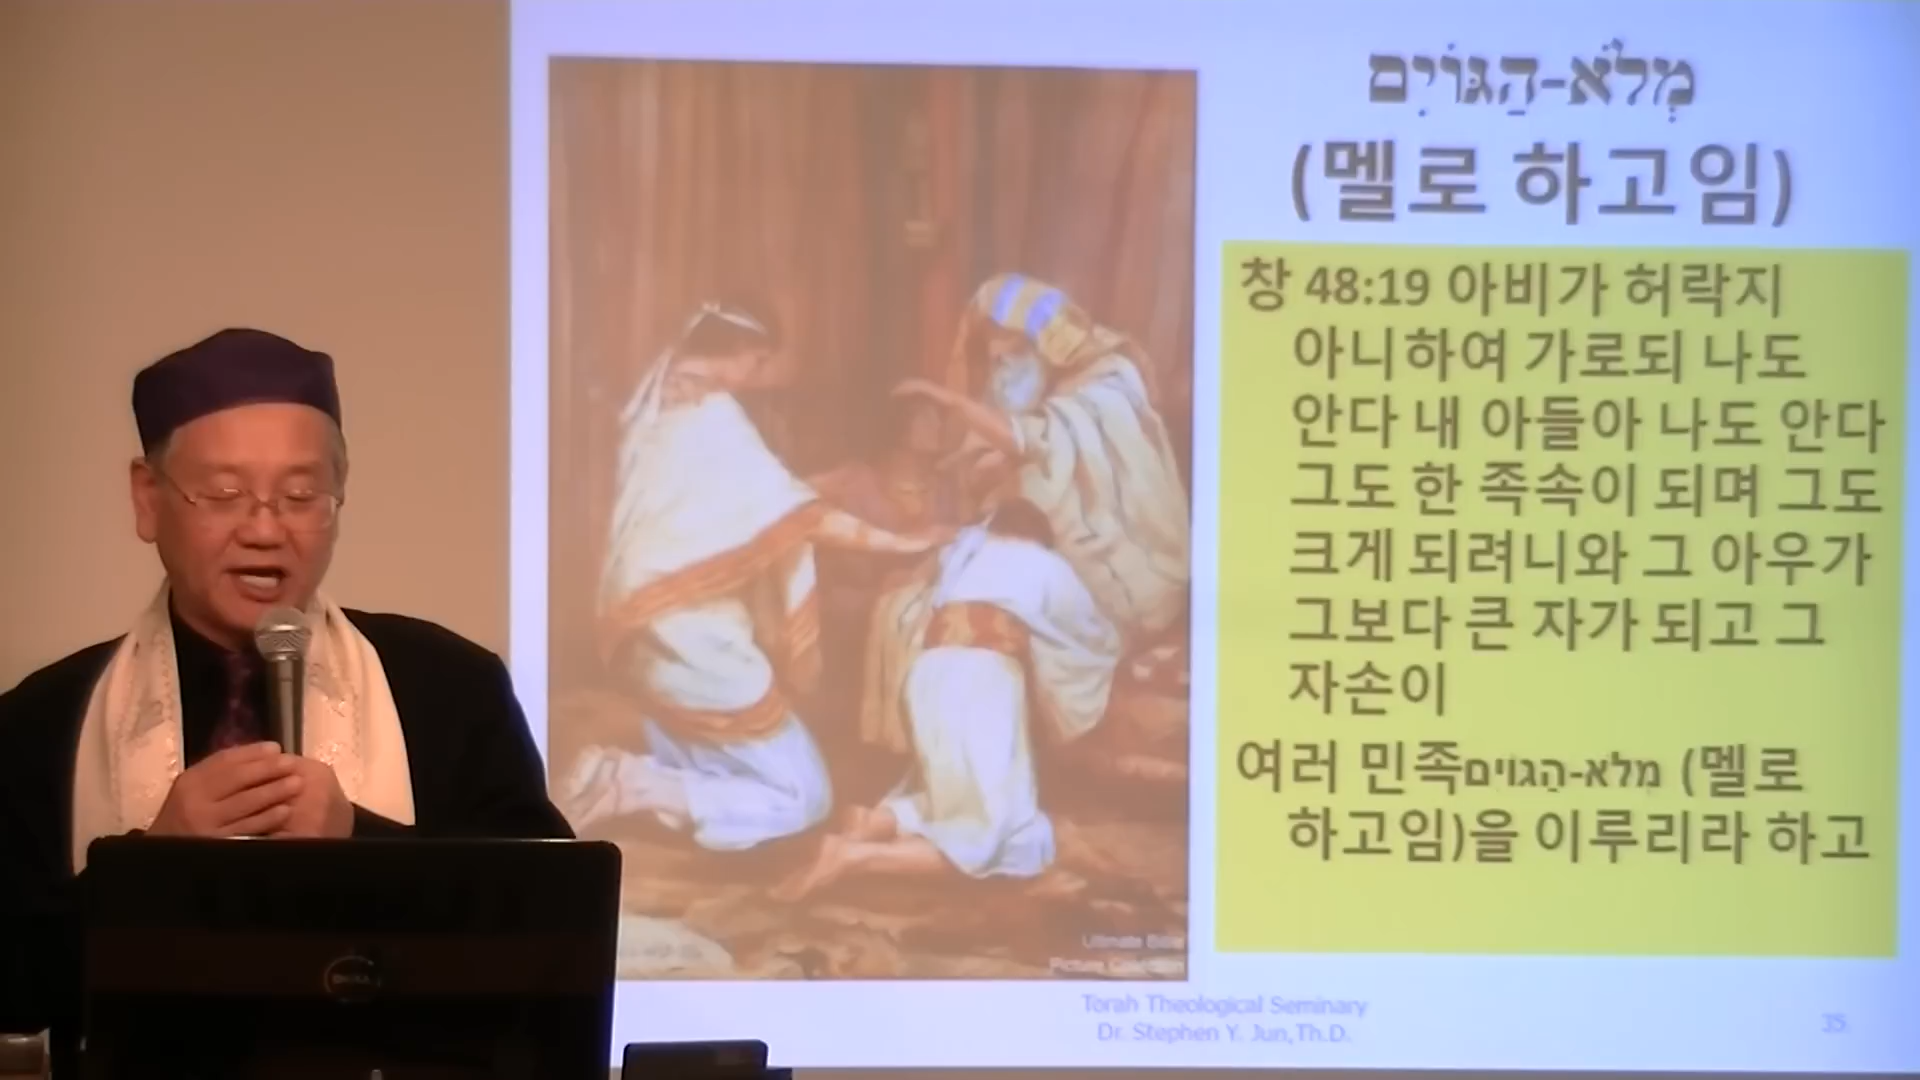 מְלֹא-הַגּוֹיִם
(멜로 하고임)
창 48:19 아비가 허락지
아니하여 가로되 나도
안다 내 아들아 나도 안다
그도 한 족속이 되며 그도
크게 되려니와 그 아우가
그보다 큰 자가 되고 그
자손이
여러 민족מלא-הַגוים (멜로
하고임)을 이루리라 하고
Ultimate
Picture
Torah Theological Seminary
Dr. Stephen Y. Jun,Th.D.
35